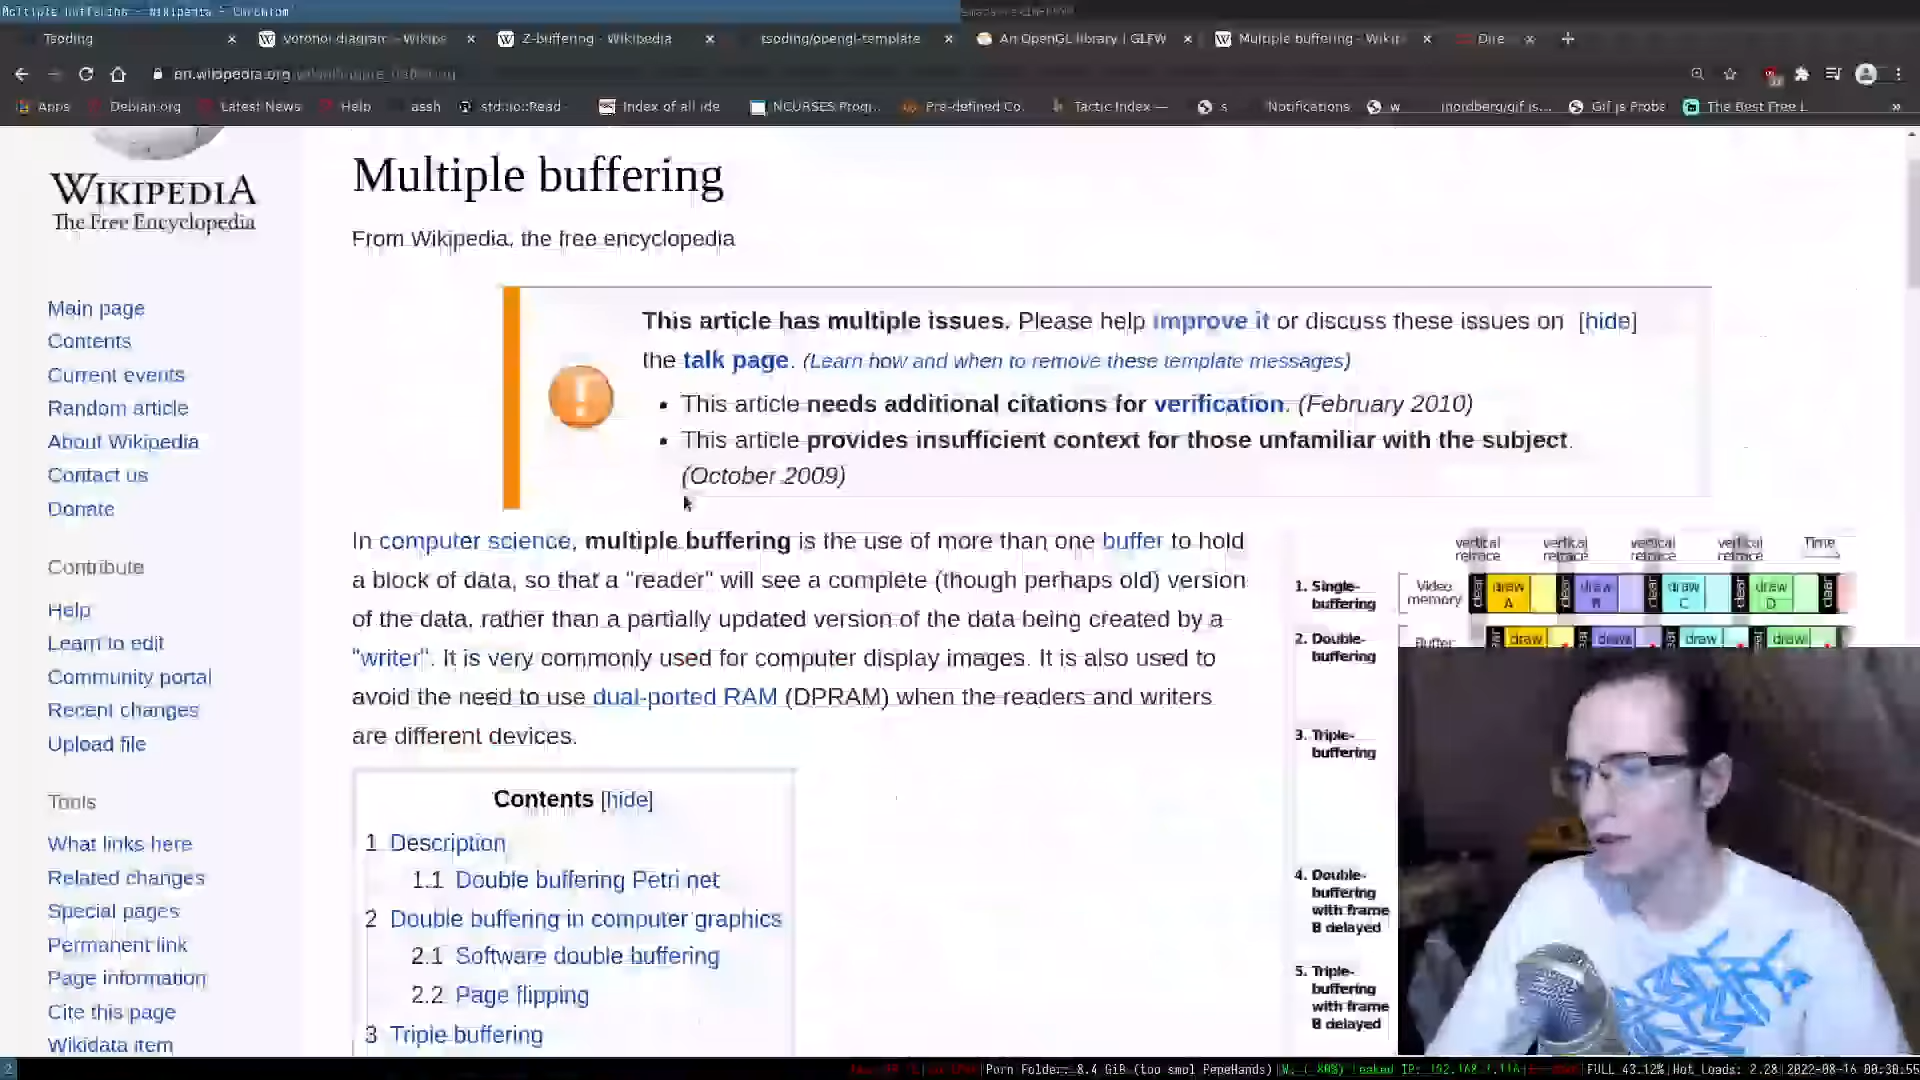 Multiple buffering - Wikipedia - Chromium
Tsoding
Voronoi diagram - Wikipe
Z-buffering - Wikipedia
tsoding/opengl-template
An OpenGL library | GLFW
Multiple buffering - Wikip
Dire
en.wikipedia.org
Apps
Debian.org
Latest News
Help
assh
std::io::Read
Index of all ide
NCURSES Progr...
Pre-defined Co...
Tactic Index —
s
Notifications
w
jnordberg/gif.js...
Gif.js Probe
The Best Free L
»
WIKIPEDIA
The Free Encyclopedia
Main page
Contents
Current events
Random article
About Wikipedia
Contact us
Donate
Contribute
Help
Learn to edit
Community portal
Recent changes
Upload file
Tools
What links here
Related changes
Special pages
Permanent link
Page information
Cite this page
Wikidata item
Multiple buffering
From Wikipedia, the free encyclopedia
This article has multiple issues. Please help improve it or discuss these issues on [hide]
the talk page. (Learn how and when to remove these template messages)
• This article needs additional citations for verification. (February 2010)
• This article provides insufficient context for those unfamiliar with the subject.
(October 2009)
In computer science, multiple buffering is the use of more than one buffer to hold
a block of data, so that a "reader" will see a complete (though perhaps old) version
of the data, rather than a partially updated version of the data being created by a
"writer". It is very commonly used for computer display images. It is also used to
avoid the need to use dual-ported RAM (DPRAM) when the readers and writers
are different devices.
Contents [hide]
1 Description
1.1 Double buffering Petri net
2 Double buffering in computer graphics
2.1 Software double buffering
2.2 Page flipping
3 Triple buffering
vertical retrace
vertical retrace
vertical retrace
vertical retrace
Time
1. Single-
buffering
Video
memory
clear
draw A
clear
draw B
clear
draw C
clear
draw D
clear
2. Double-
buffering
Buffer
draw
draw
draw
draw
3. Triple-
buffering
4. Double-
buffering
with frame
B delayed
5. Triple-
buffering
with frame
B delayed
2
Porn Folder: 8.4 GiB (too smol PepeHands)
Leaked IP: 192.168.1.116
FULL 43.12%
Hot Loads: 2.28
2022-08-16 00:30:55